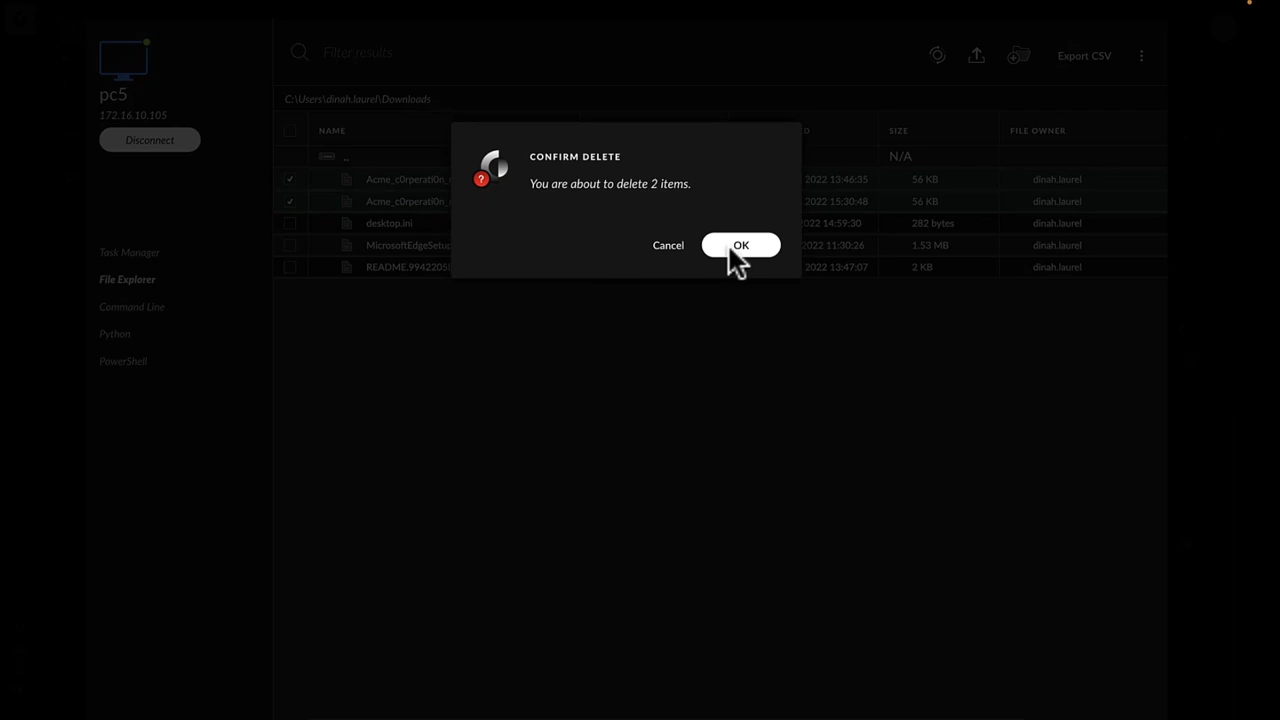 pc5
172.16.10.105
Disconnect
Task Manager
File Explorer
Command Line
Python
PowerShell
Filter results
Export CSV
C:\Users\dinah.laurel\Downloads
NAME D SIZE FILE OWNER
.. N/A
Acme_c0rperati0n_ 2022 13:46:35 56 KB dinah.laurel
Acme_c0rperati0n_ 2022 15:30:48 56 KB dinah.laurel
desktop.ini 2022 14:59:30 282 bytes dinah.laurel
MicrosoftEdgeSetu 2022 11:30:26 1.53 MB dinah.laurel
README.9942205 2022 13:47:07 2 KB dinah.laurel
CONFIRM DELETE
You are about to delete 2 items.
Cancel OK
?